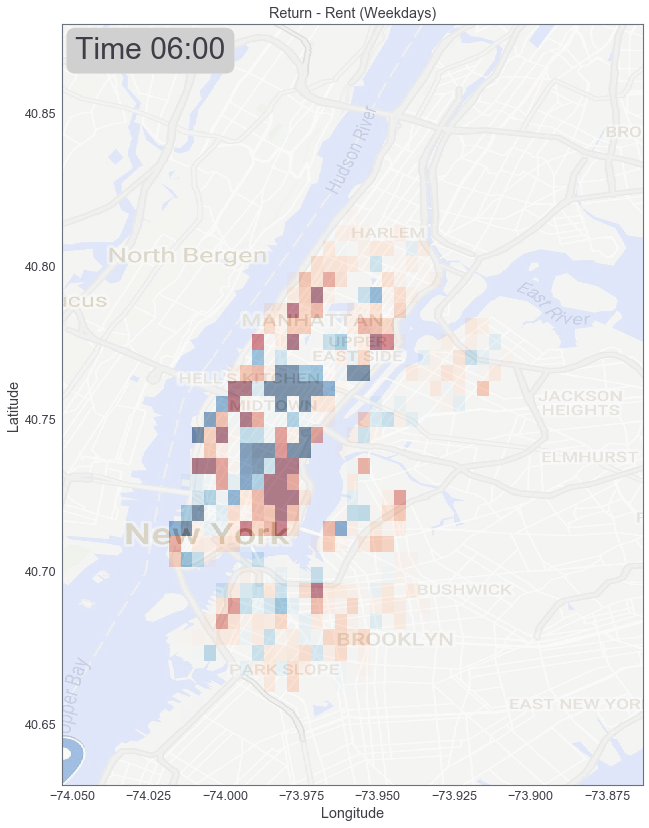 Return - Rent (Weekdays)
Time 06:00
40.85
BRO
Hudson River
HARLEM
North Bergen
40.80
East River
CUS
MANHATTAN
UPPER
EAST SIDE
HELL'S KITCHEN
JACKSON
HEIGHTS
MIDTOWN
40.75
Latitude
ELMHURST
New York
40.70
BUSHWICK
BROOKLYN
PARK SLOPE
pper Bay
EAST NEW YOR
40.65
−74.050
−74.025
−74.000
−73.975
−73.950
−73.925
−73.900
−73.875
Longitude